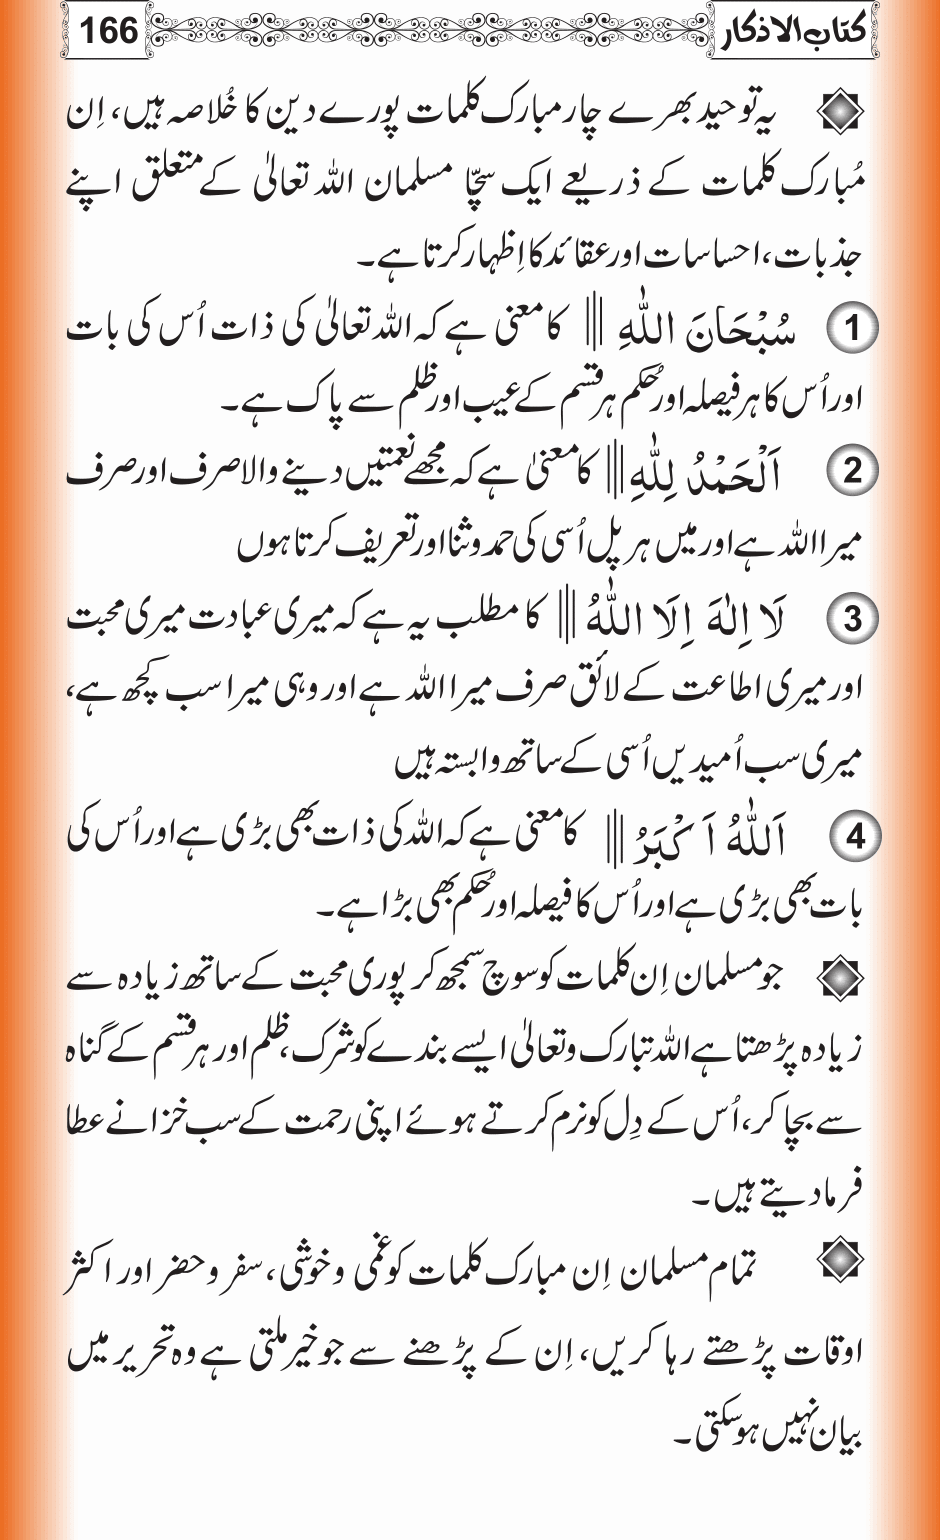 كتاب الاذكار 166
یہ توحید بھرے چار مبارک کلمات پورے دین کا خُلاصہ ہیں، اِن
مُبارک کلمات کے ذریعے ایک سچّا مسلمان اللہ تعالیٰ کے متعلق اپنے
جذبات، احساسات اور عقائد کا اِظہار کرتا ہے۔
1 سُبْحَانَ اللّٰهِ || کا معنی ہے کہ اللہ تعالیٰ کی ذات اُس کی بات
اور اُس کا ہر فیصلہ اور حُکم ہر قسم کے عیب اور ظلم سے پاک ہے۔
2 اَلْحَمْدُ لِلّٰهِ || کا معنیٰ ہے کہ مجھے نعمتیں دینے والا صرف اور صرف
میرا اللہ ہے اور میں ہر پل اُسی کی حمد و ثنا اور تعریف کرتا ہوں
3 لَا اِلٰهَ اِلَا اللّٰهُ || کا مطلب یہ ہے کہ میری عبادت میری محبت
اور میری اطاعت کے لائق صرف میرا اللہ ہے اور وہی میرا سب کچھ ہے،
میری سب اُمیدیں اُسی کے ساتھ وابستہ ہیں
4 اَللّٰهُ اَكْبَرُ || کا معنی ہے کہ اللہ کی ذات بھی بڑی ہے اور اُس کی
بات بھی بڑی ہے اور اُس کا فیصلہ اور حُکم بھی بڑا ہے۔
جو مسلمان اِن کلمات کو سوچ سمجھ کر پوری محبت کے ساتھ زیادہ سے
زیادہ پڑھتا ہے اللہ تبارک و تعالیٰ ایسے بندے کو شرک، ظلم اور ہر قسم کے گناہ
سے بچا کر، اُس کے دِل کو نرم کرتے ہوئے اپنی رحمت کے سب خزانے عطا
فرما دیتے ہیں۔
تمام مسلمان اِن مبارک کلمات کو غمی و خوشی، سفر و حضر اور اکثر
اوقات پڑھتے رہا کریں، اِن کے پڑھنے سے جو خیر ملتی ہے وہ تحریر میں
بیان نہیں ہوسکتی۔